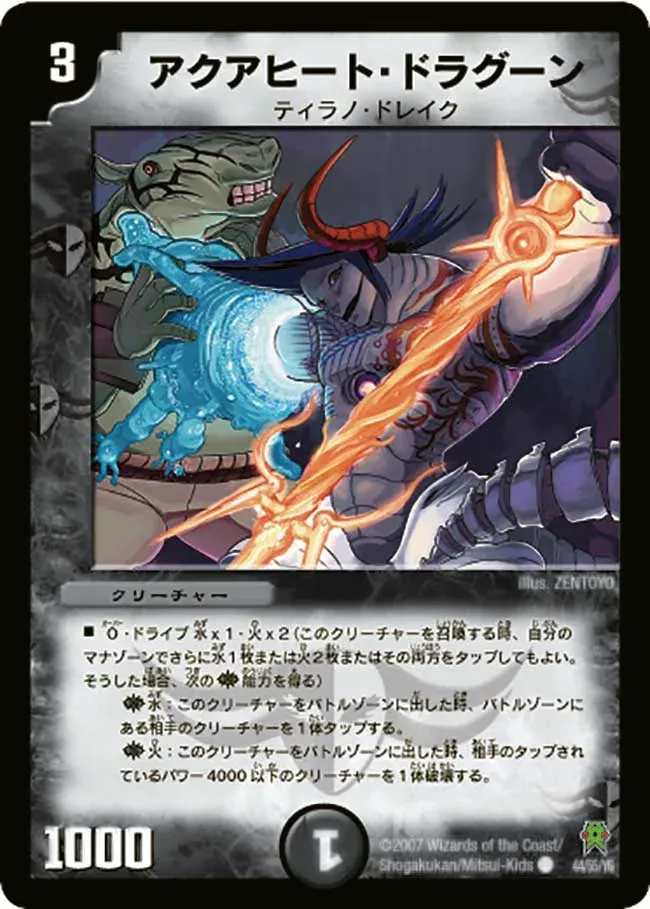 3
アクアヒート・ドラグーン
ティラノ・ドレイク
illus. ZENTOYO
クリーチャー
■ O・ドライブ 水x1・火x2 (このクリーチャーを召喚する時、自分の
マナゾーンでさらに水1枚または火2枚またはその両方をタップしてもよい。
そうした場合、次の 能力を得る)
水：このクリーチャーをバトルゾーンに出した時、バトルゾーンに
ある相手のクリーチャーを1体タップする。
火：このクリーチャーをバトルゾーンに出した時、相手のタップされ
ているパワー4000以下のクリーチャーを1体破壊する。
1000
1
©2007 Wizards of the Coast/
Shogakukan/Mitsui-Kids
44/55/Y6